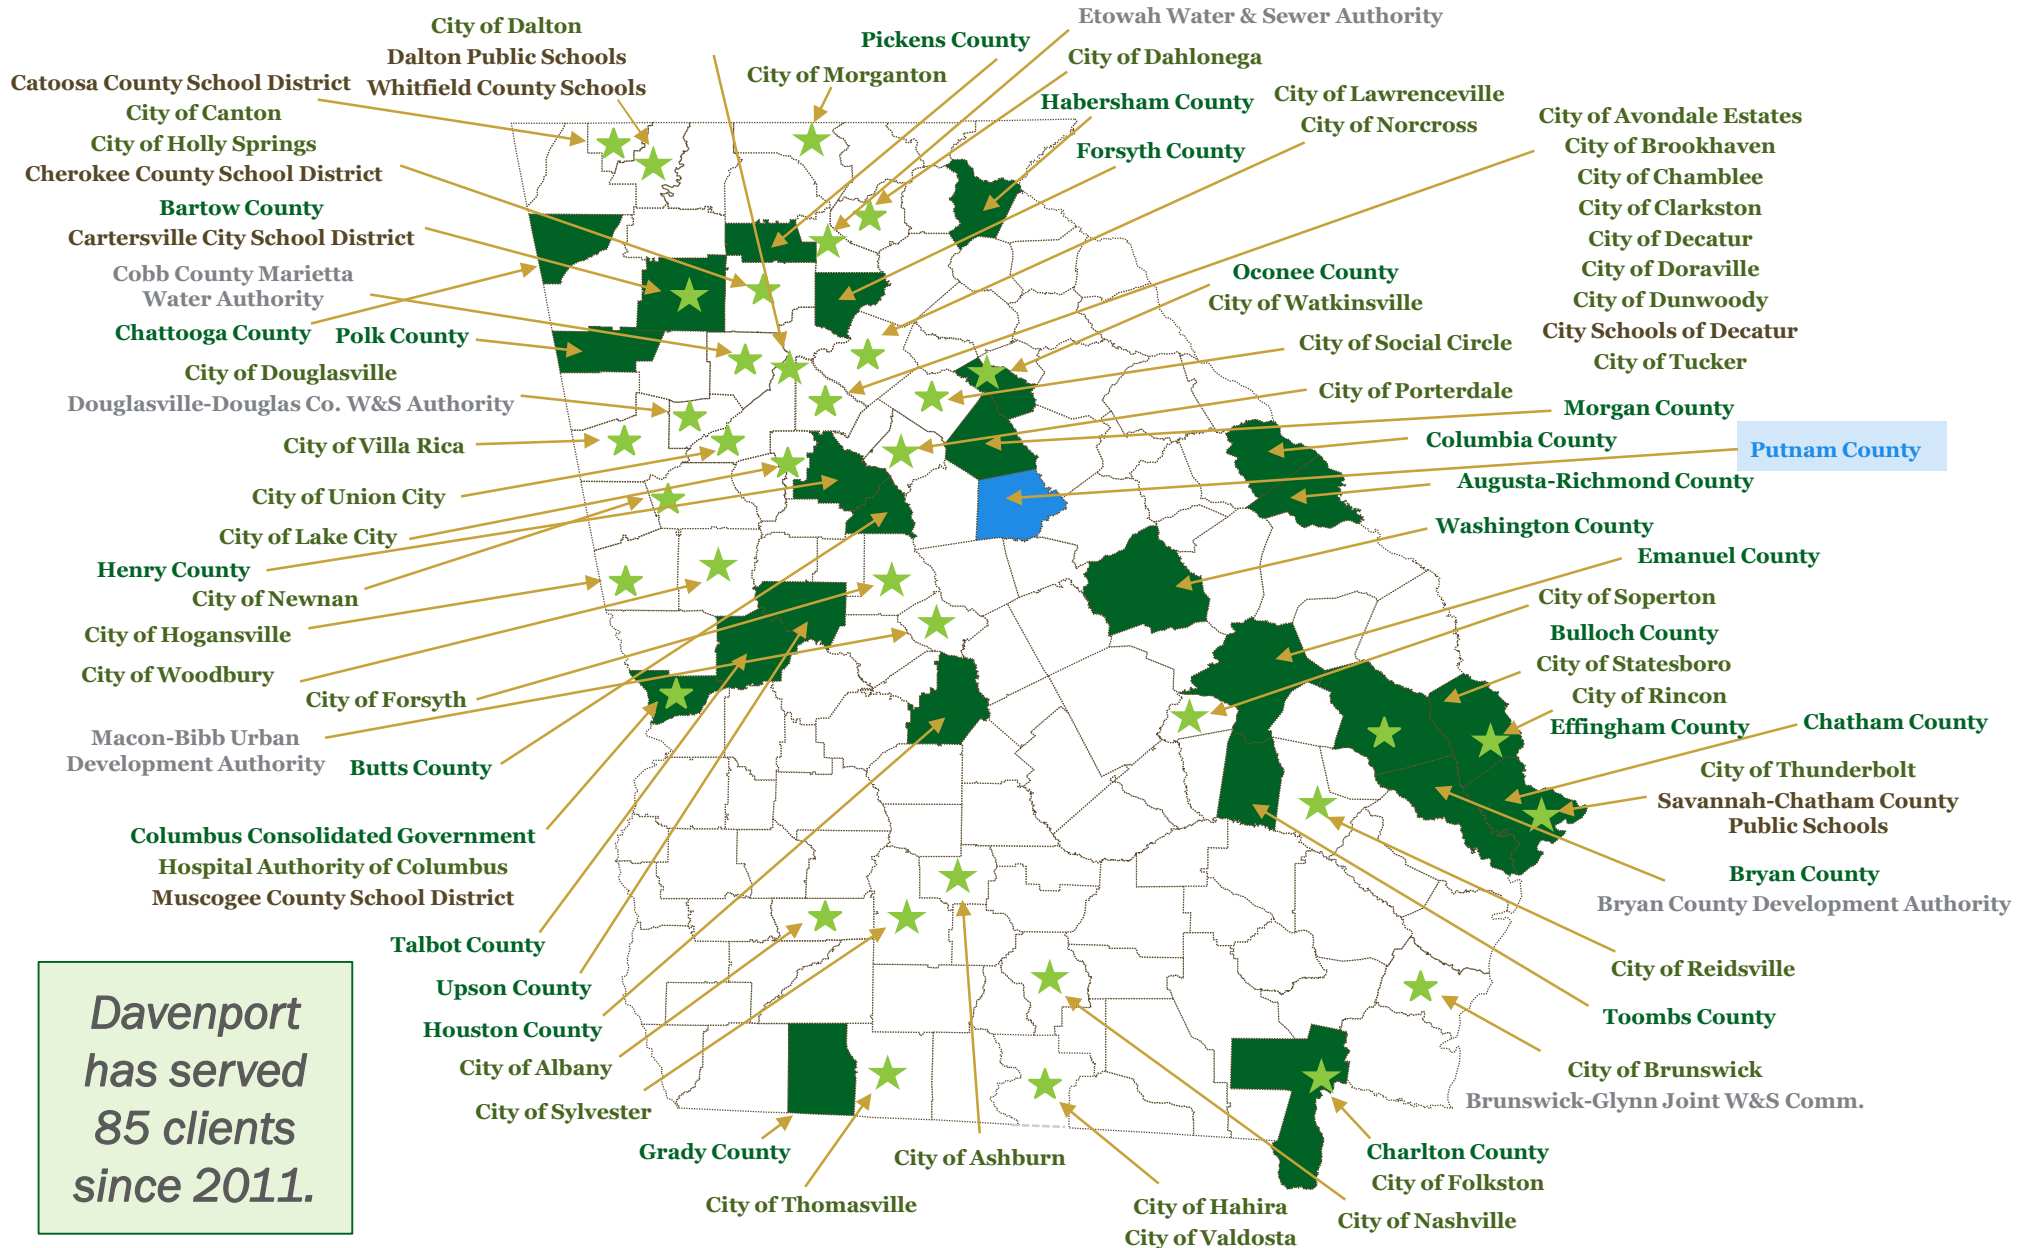 Etowah Water & Sewer Authority
City of Dalton
Dalton Public Schools
Whitfield County Schools
Pickens County
City of Morganton
City of Dahlonega
Catoosa County School District
City of Canton
City of Holly Springs
Cherokee County School District
Habersham County
City of Lawrenceville
City of Norcross
Forsyth County
City of Avondale Estates
City of Brookhaven
City of Chamblee
City of Clarkston
City of Decatur
City of Doraville
City of Dunwoody
City Schools of Decatur
City of Tucker
Bartow County
Cartersville City School District
Cobb County Marietta
Water Authority
Chattooga County
Polk County
Oconee County
City of Watkinsville
City of Social Circle
City of Porterdale
City of Douglasville
Douglasville-Douglas Co. W&S Authority
City of Villa Rica
Morgan County
Columbia County
Putnam County
Augusta-Richmond County
City of Union City
City of Lake City
Henry County
City of Newnan
Washington County
Emanuel County
City of Soperton
City of Hogansville
City of Woodbury
City of Forsyth
Bulloch County
City of Statesboro
City of Rincon
Effingham County
Chatham County
Macon-Bibb Urban
Development Authority
Butts County
City of Thunderbolt
Savannah-Chatham County
Public Schools
Columbus Consolidated Government
Hospital Authority of Columbus
Muscogee County School District
Bryan County
Bryan County Development Authority
Talbot County
Upson County
Houston County
City of Albany
City of Sylvester
City of Reidsville
Toombs County
City of Brunswick
Brunswick-Glynn Joint W&S Comm.
Grady County
City of Thomasville
City of Ashburn
City of Hahira
City of Valdosta
Charlton County
City of Folkston
City of Nashville
Davenport
has served
85 clients
since 2011.